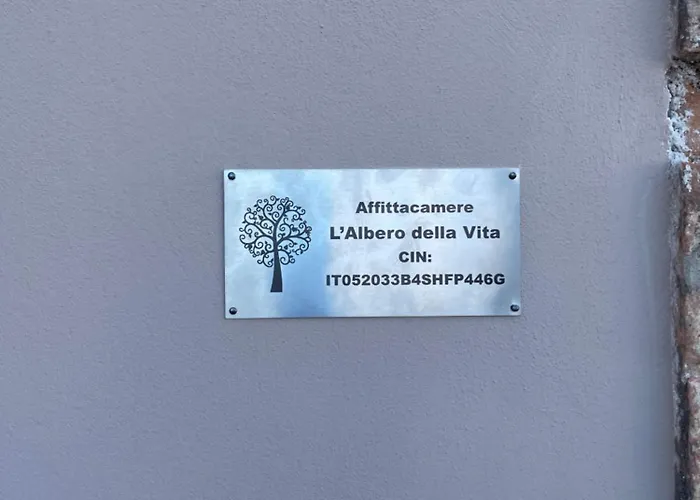 Affittacamere
L'Albero della Vita
CIN:
IT052033B4SHFP446G